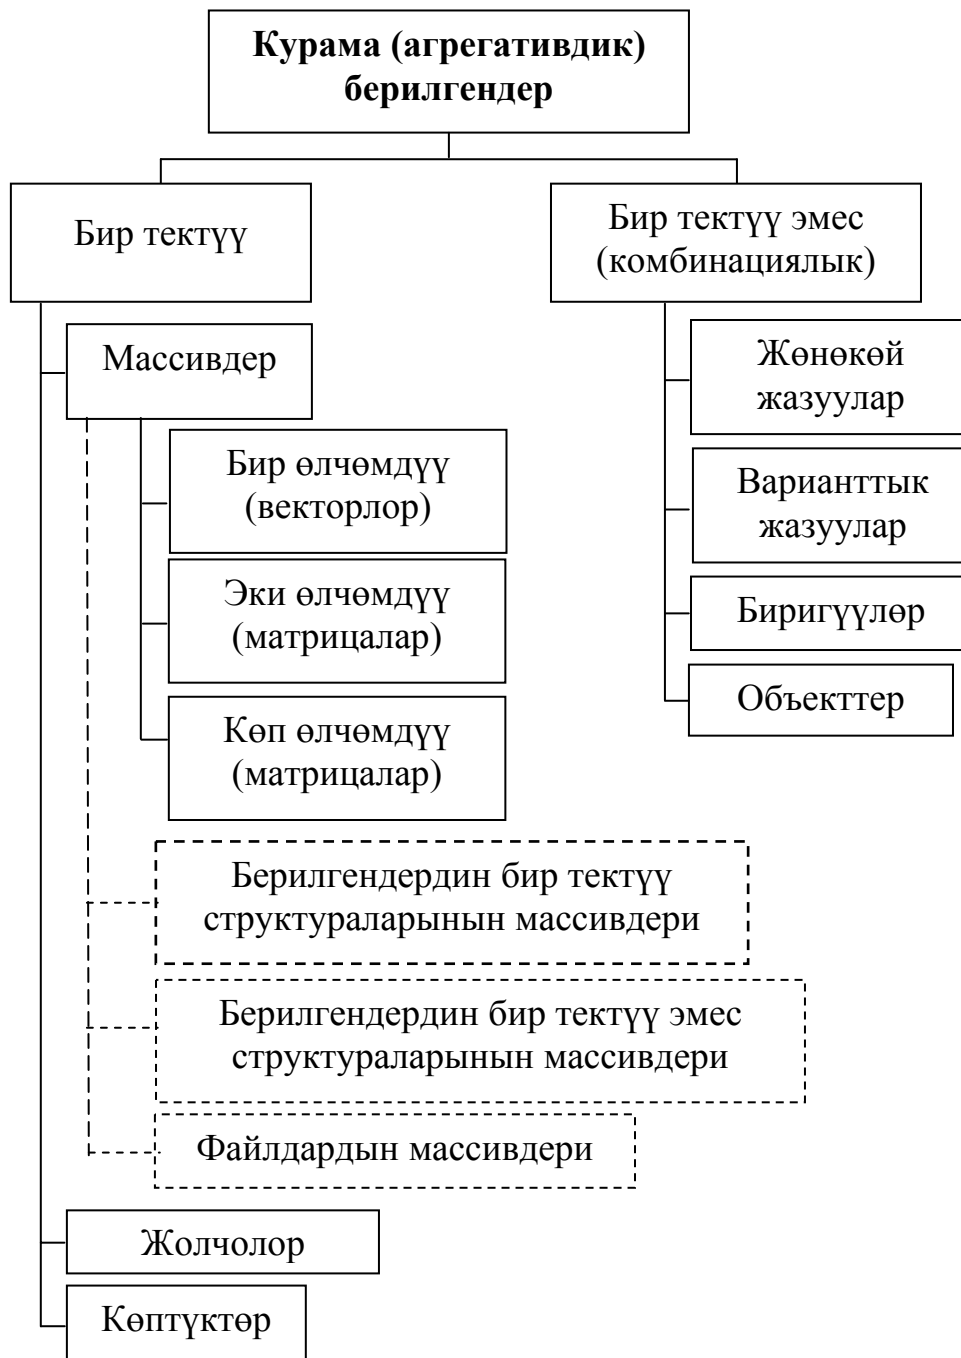 Курама (агрегативдик)
берилгендер
Бир тектүү
Бир тектүү эмес
(комбинациялык)
Массивдер
Жөнөкөй
жазуулар
Бир өлчөмдүү
(векторлор)
Варианттык
жазуулар
Эки өлчөмдүү
(матрицалар)
Биригүүлөр
Көп өлчөмдүү
(матрицалар)
Объекттер
Берилгендердин бир тектүү
структураларынын массивдери
Берилгендердин бир тектүү эмес
структураларынын массивдери
Файлдардын массивдери
Жолчолор
Көптүктөр